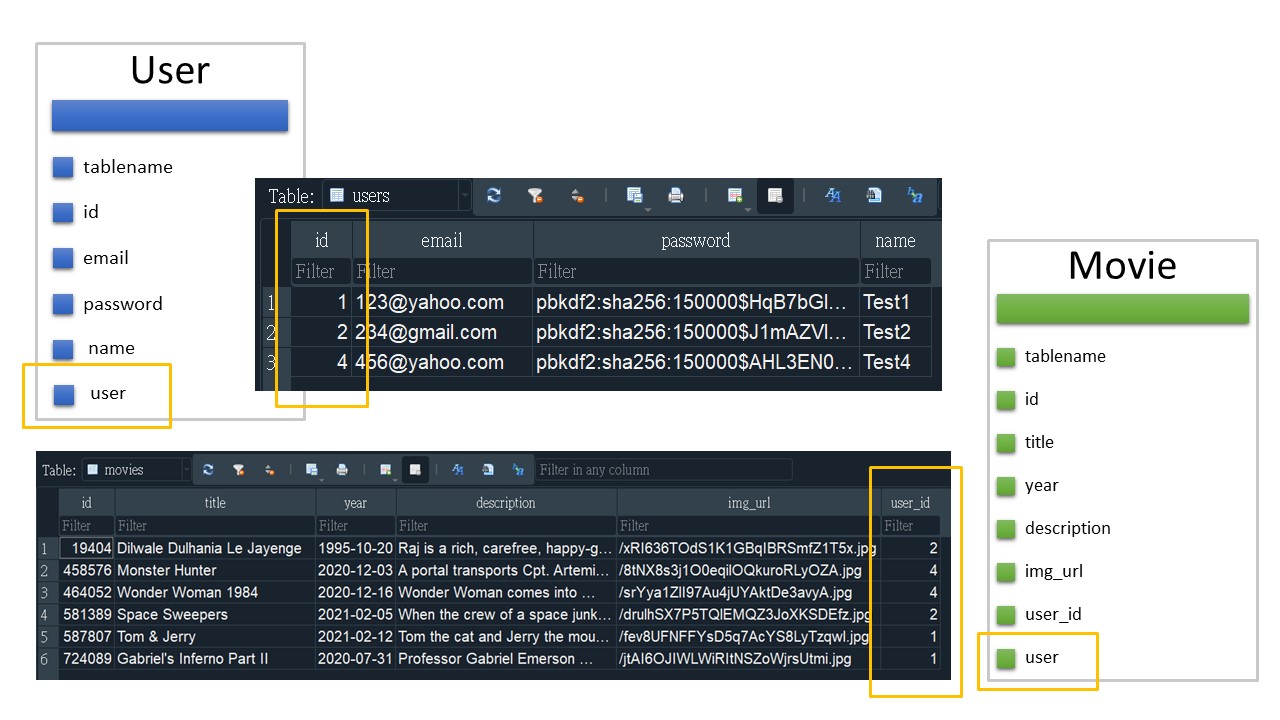 User
tablename
id
email
password
name
user
Table: users
id email password name
Filter Filter Filter Filter
1 1 123@yahoo.com pbkdf2:sha256:150000$HqB7bGl... Test1
2 2 234@gmail.com pbkdf2:sha256:150000$J1mAZVl... Test2
3 4 456@yahoo.com pbkdf2:sha256:150000$AHL3EN0... Test4
Movie
tablename
id
title
year
description
img_url
user_id
user
Table: movies Filter in any column
id title year description img_url user_id
Filter Filter Filter Filter Filter Filter
1 19404 Dilwale Dulhania Le Jayenge 1995-10-20 Raj is a rich, carefree, happy-g... /xRI636TOdS1K1GBqIBRSmfZ1T5x.jpg 2
2 458576 Monster Hunter 2020-12-03 A portal transports Cpt. Artemi... /8tNX8s3j1O0eqilOQkuroRLyOZA.jpg 4
3 464052 Wonder Woman 1984 2020-12-16 Wonder Woman comes into ... /srYya1ZlI97Au4jUYAktDe3avyA.jpg 4
4 581389 Space Sweepers 2021-02-05 When the crew of a space junk... /drulhSX7P5TQlEMQZ3JoXKSDEfz.jpg 2
5 587807 Tom & Jerry 2021-02-12 Tom the cat and Jerry the mou... /fev8UFNFFYsD5q7AcYS8LyTzqwl.jpg 1
6 724089 Gabriel's Inferno Part II 2020-07-31 Professor Gabriel Emerson ... /jtAI6OJIWLWiRItNSZoWjrsUtmi.jpg 1